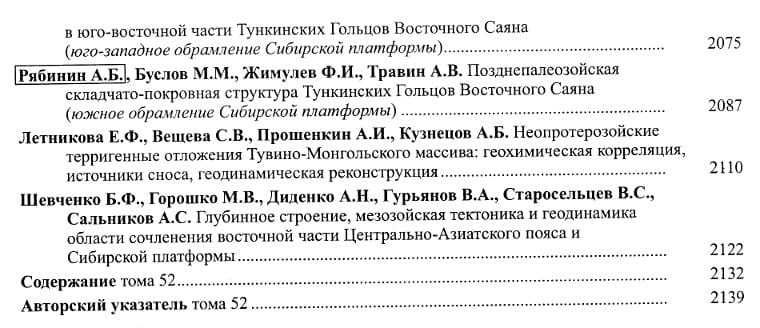 в юго-восточной части Тункинских Гольцов Восточного Саяна
(юго-западное обрамление Сибирской платформы)................................................. 2075
Рябинин А.Б., Буслов М.М., Жимулев Ф.И., Травин А.В. Позднепалеозойская
складчато-покровная структура Тункинских Гольцов Восточного Саяна
(южное обрамление Сибирской платформы) ......................................................... 2087
Летникова Е.Ф., Вещева С.В., Прошенкин А.И., Кузнецов А.Б. Неопротерозойские
терригенные отложения Тувино-Монгольского массива: геохимическая корреляция,
источники сноса, геодинамическая реконструкция.................................................. 2110
Шевченко Б.Ф., Горошко М.В., Диденко А.Н., Гурьянов В.А., Старосельцев В.С.,
Сальников А.С. Глубинное строение, мезозойская тектоника и геодинамика
области сочленения восточной части Центрально-Азиатского пояса и
Сибирской платформы............................................................................................ 2122
Содержание тома 52...................................................................................................... 2132
Авторский указатель тома 52 ........................................................................................ 2139